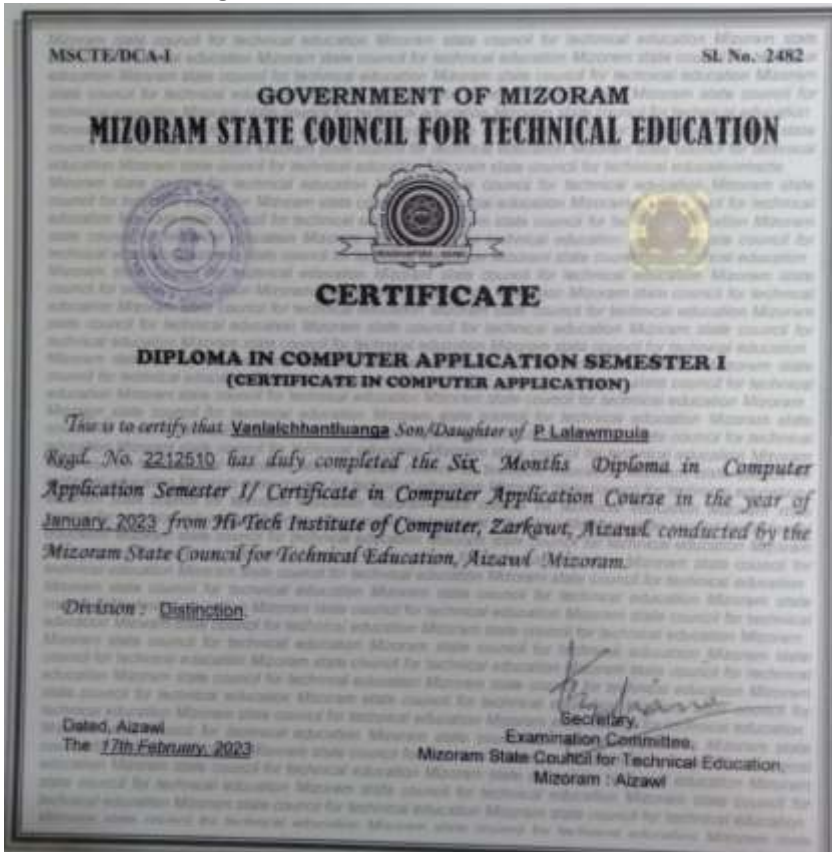 MSCTE/DCA-I
SL No. 2482
GOVERNMENT OF MIZORAM
MIZORAM STATE COUNCIL FOR TECHNICAL EDUCATION
CERTIFICATE
DIPLOMA IN COMPUTER APPLICATION SEMESTER I
(CERTIFICATE IN COMPUTER APPLICATION)
This is to certify that Vanlalchhantluanga Son/Daughter of P Lalawmpuia
Regd. No. 2212510 has duly completed the Six Months Diploma in Computer
Application Semester I/ Certificate in Computer Application Course in the year of
January, 2023 from Hi-Tech Institute of Computer, Zarkawt, Aizawl conducted by the
Mizoram State Council for Technical Education, Aizawl Mizoram.
Division : Distinction.
Dated, Aizawl
The 17th February, 2023
Secretary,
Examination Committee,
Mizoram State Council for Technical Education,
Mizoram : Aizawl